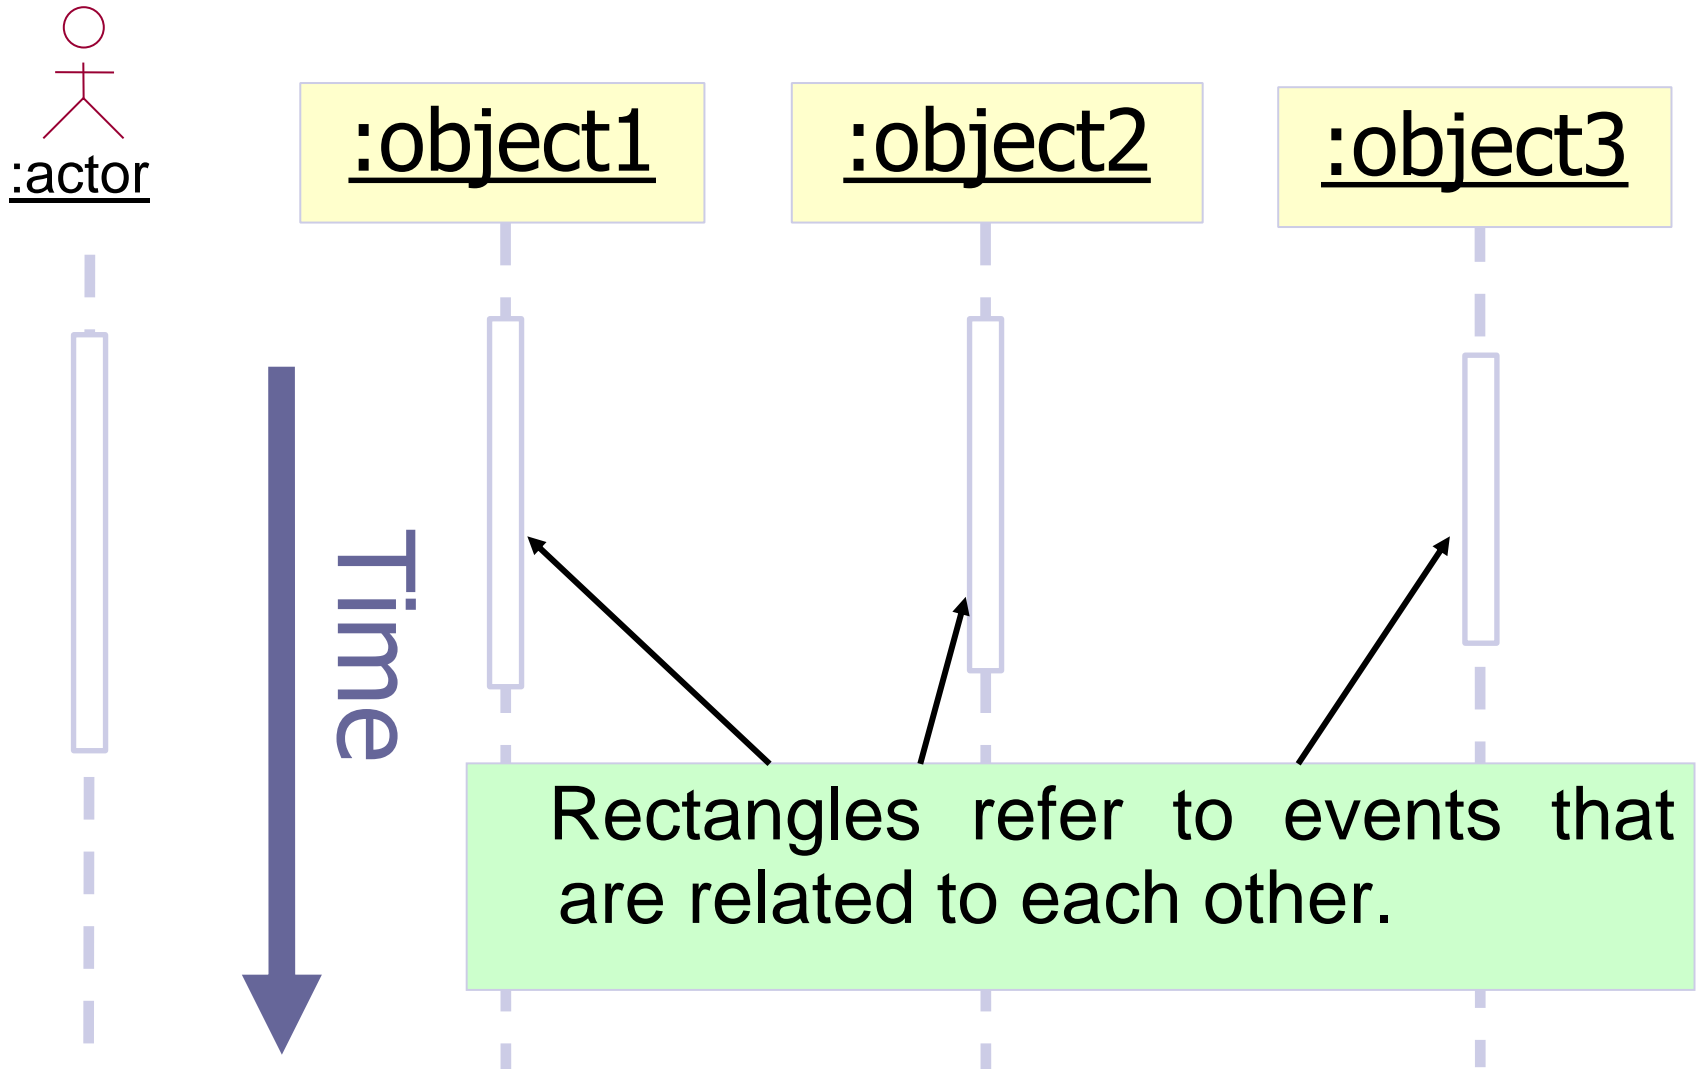 :actor
:object1
:object2
:object3
Time
Rectangles refer to events that
are related to each other.